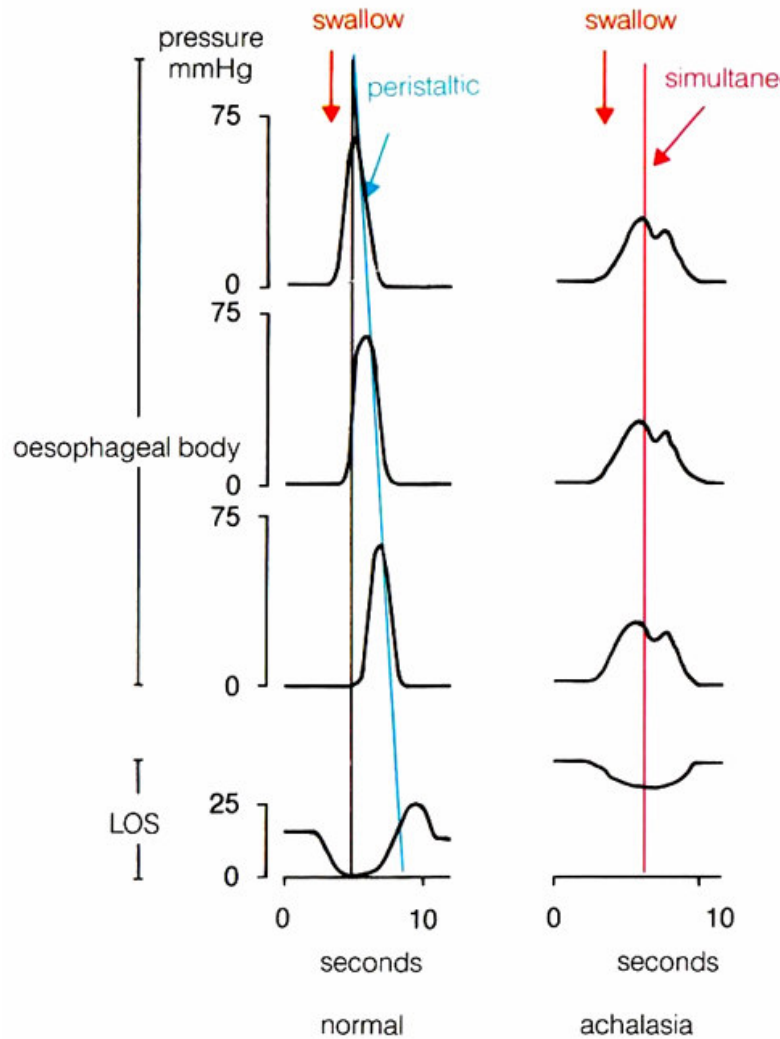 swallow
swallow
pressure
mmHg
peristaltic
simultane
75
0
75
oesophageal body
0
75
0
25
LOS
0
0 10
0 10
seconds
seconds
normal
achalasia